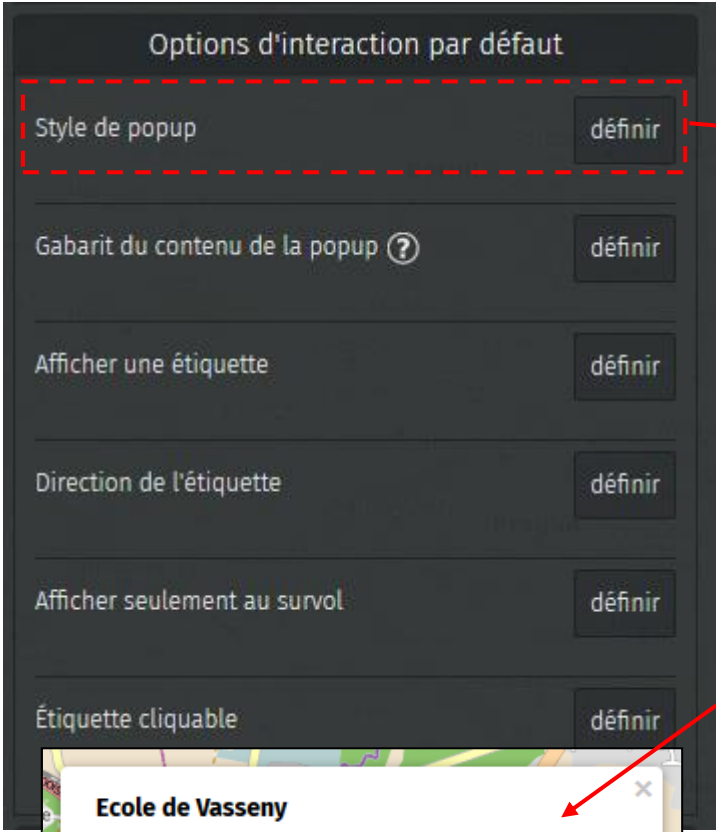 Options d'interaction par défaut
Style de popup définir
Gabarit du contenu de la popup ? définir
Afficher une étiquette définir
Direction de l'étiquette définir
Afficher seulement au survol définir
Étiquette cliquable définir
Ecole de Vasseny ×